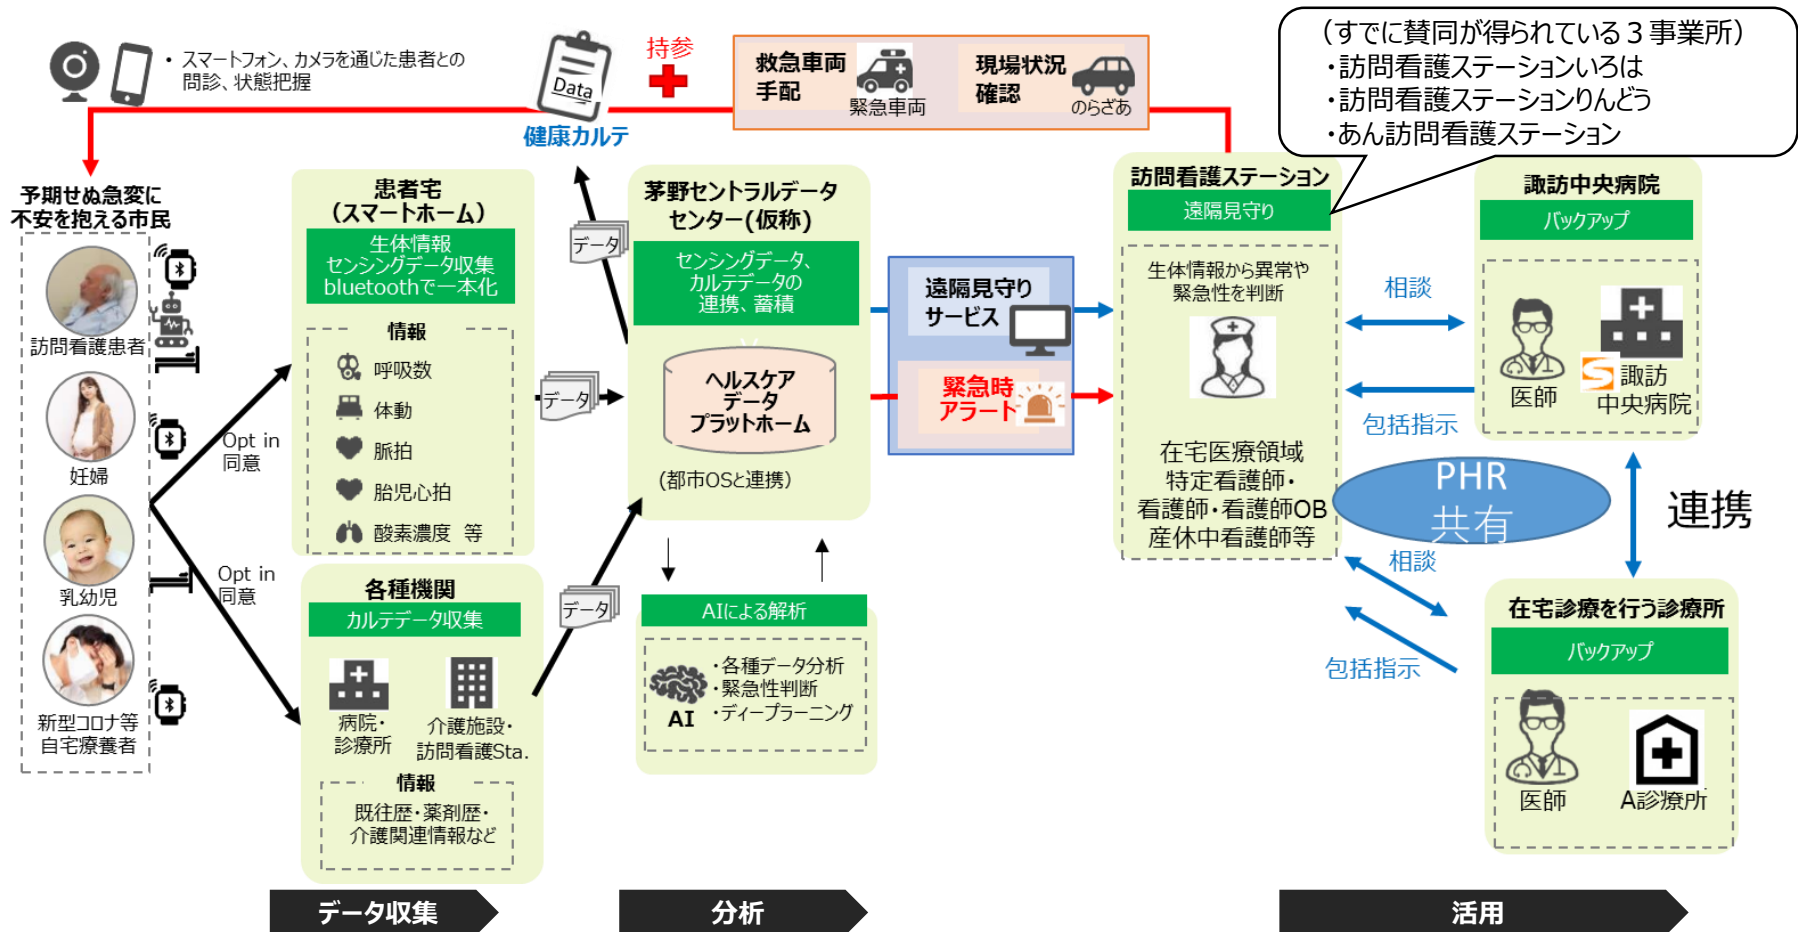 ・スマートフォン、カメラを通じた患者との
問診、状態把握
Data
健康カルテ
持参
救急車両
手配
緊急車両
現場状況
確認
のらざあ
（すでに賛同が得られている３事業所）
・訪問看護ステーションいろは
・訪問看護ステーションりんどう
・あん訪問看護ステーション
予期せぬ急変に
不安を抱える市民
訪問看護患者
妊婦
乳幼児
新型コロナ等
自宅療養者
Opt in
同意
Opt in
同意
患者宅
（スマートホーム）
生体情報
センシングデータ収集
bluetoothで一本化
情報
呼吸数
体動
脈拍
胎児心拍
酸素濃度 等
各種機関
カルテデータ収集
病院・
診療所
介護施設・
訪問看護Sta.
情報
既往歴・薬剤歴・
介護関連情報など
データ
データ
データ
茅野セントラルデータ
センター(仮称)
センシングデータ、
カルテデータの
連携、蓄積
ヘルスケア
データ
プラットホーム
(都市OSと連携)
AIによる解析
・各種データ分析
・緊急性判断
・ディープラーニング
AI
遠隔見守り
サービス
緊急時
アラート
訪問看護ステーション
遠隔見守り
生体情報から異常や
緊急性を判断
在宅医療領域
特定看護師・
看護師・看護師OB
産休中看護師等
相談
包括指示
PHR
共有
相談
包括指示
諏訪中央病院
バックアップ
医師
諏訪
中央病院
連携
在宅診療を行う診療所
バックアップ
医師
A診療所
データ収集
分析
活用